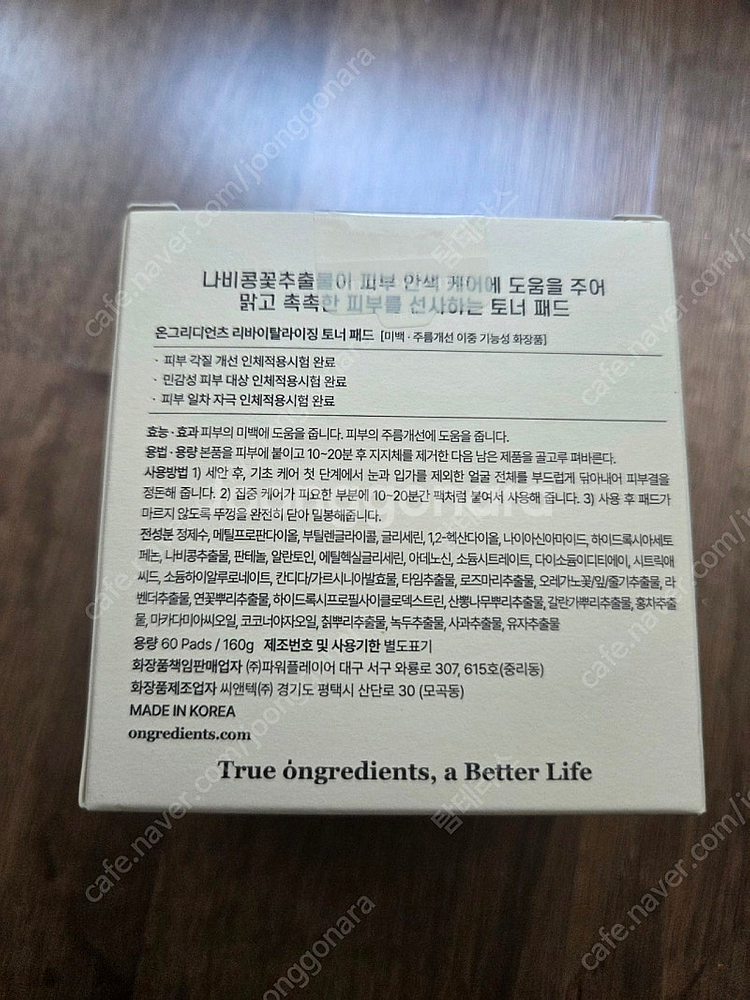 나비콩꽃추출물이 피부 안색 케어에 도움을 주어
맑고 촉촉한 피부를 선사하는 토너 패드
온그리디언츠 리바이탈라이징 토너 패드 [미백·주름개선 이중 기능성 화장품]
· 피부 각질 개선 인체적용시험 완료
· 민감성 피부 대상 인체적용시험 완료
· 피부 일차 자극 인체적용시험 완료
효능·효과 피부의 미백에 도움을 줍니다. 피부의 주름개선에 도움을 줍니다.
용법·용량 본품을 피부에 붙이고 10~20분 후 지지체를 제거한 다음 남은 제품을 골고루 펴바른다.
사용방법 1) 세안 후, 기초 케어 첫 단계에서 눈과 입가를 제외한 얼굴 전체를 부드럽게 닦아내어 피부결을
정돈해 줍니다. 2) 집중 케어가 필요한 부분에 10~20분간 팩처럼 붙여서 사용해 줍니다. 3) 사용 후 패드가
마르지 않도록 뚜껑을 완전히 닫아 밀봉해줍니다.
전성분 정제수, 메틸프로판다이올, 부틸렌글라이콜, 글리세린, 1,2-헥산다이올, 나이아신아마이드, 하이드록시아세토
페논, 나비콩추출물, 판테놀, 알란토인, 에틸헥실글리세린, 아데노신, 소듐시트레이트, 다이소듐이디티에이, 시트릭애
씨드, 소듐하이알루로네이트, 칸디다/가르시니아발효물, 타임추출물, 로즈마리추출물, 오레가노꽃/잎/줄기추출물, 라
벤더추출물, 연꽃뿌리추출물, 하이드록시프로필사이클로덱스트린, 산뽕나무뿌리추출물, 갈란가뿌리추출물, 홍차추출
물, 마카다미아씨오일, 코코넛야자오일, 칡뿌리추출물, 녹두추출물, 사과추출물, 유자추출물
용량 60 Pads / 160g 제조번호 및 사용기한 별도표기
화장품책임판매업자 (주)파워플레이어 대구 서구 와룡로 307, 615호(중리동)
화장품제조업자 씨앤텍(주) 경기도 평택시 산단로 30 (모곡동)
MADE IN KOREA
ongredients.com
True ongredients, a Better Life
cafe.naver.com/joonggonara
joonggonara